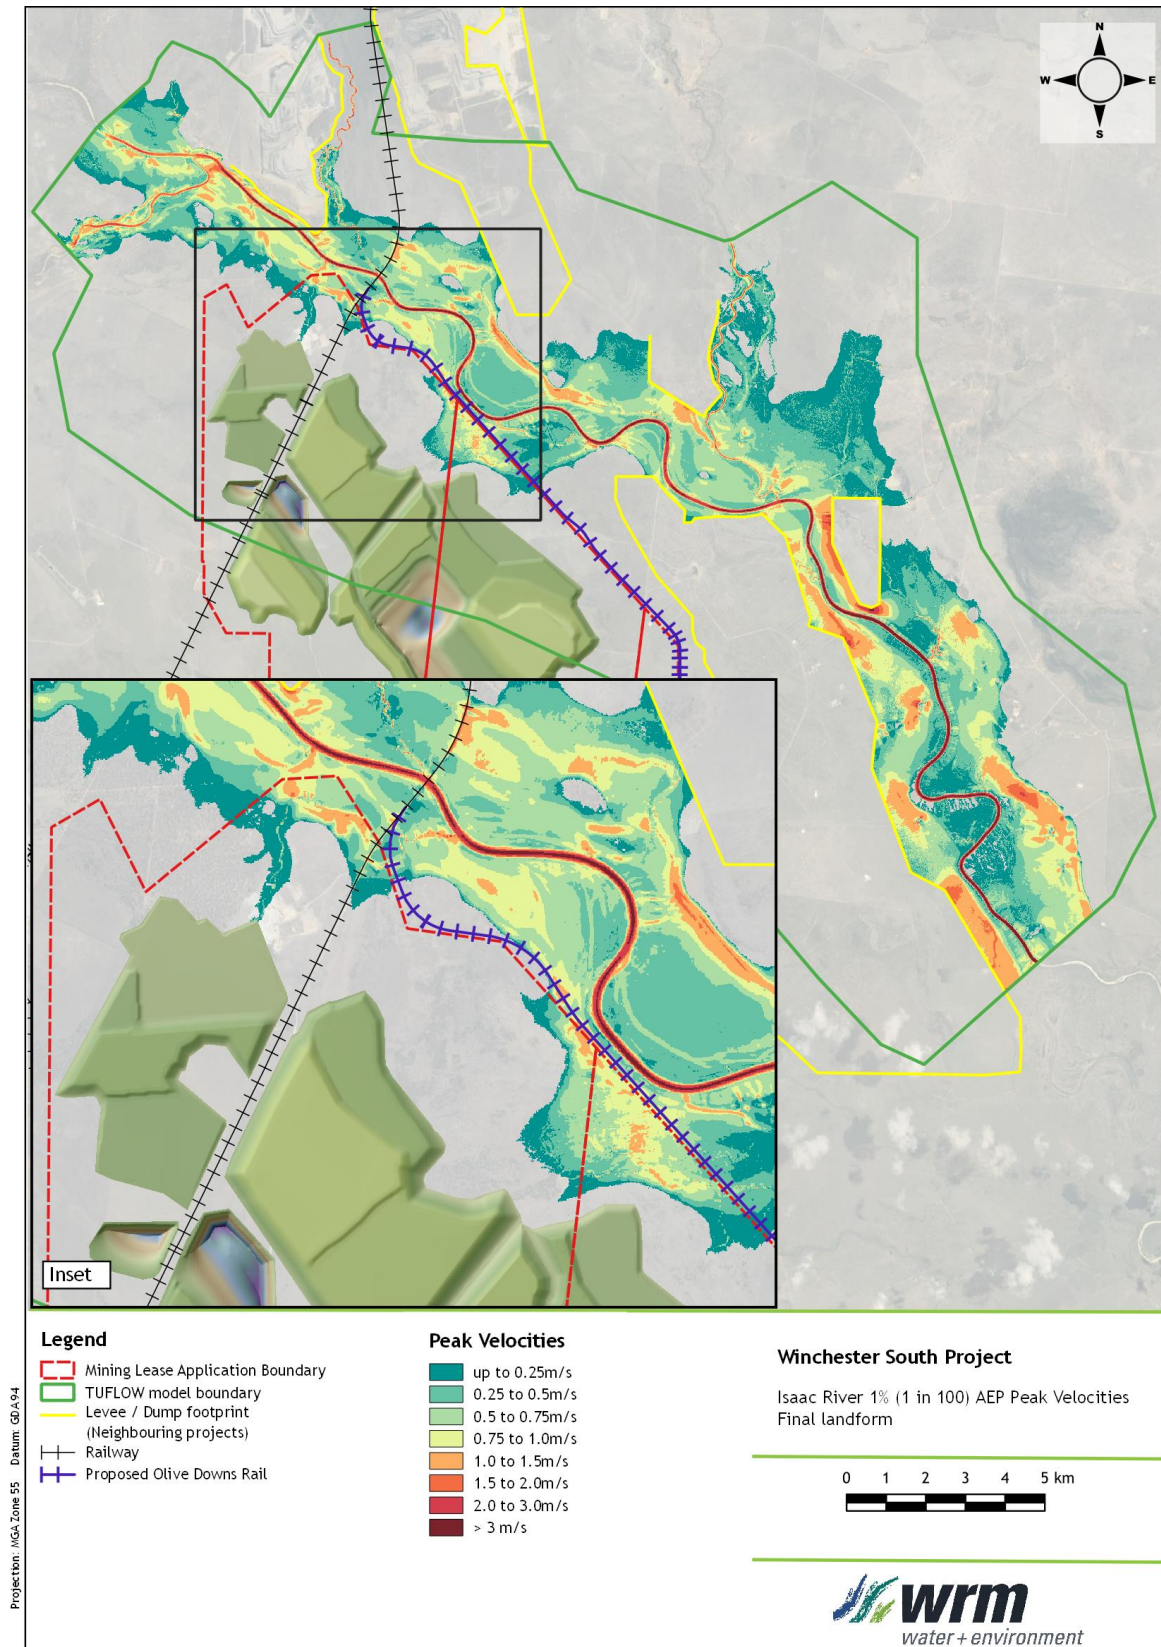 N
W
E
S
Inset
Legend
Mining Lease Application Boundary
TUFLOW model boundary
Levee / Dump footprint
(Neighbouring projects)
Railway
Proposed Olive Downs Rail
Peak Velocities
up to 0.25m/s
0.25 to 0.5m/s
0.5 to 0.75m/s
0.75 to 1.0m/s
1.0 to 1.5m/s
1.5 to 2.0m/s
2.0 to 3.0m/s
> 3 m/s
Winchester South Project
Isaac River 1% (1 in 100) AEP Peak Velocities
Final landform
0 1 2 3 4 5 km
wrm
water + environment
Projection: MGA Zone 55 Datum: GDA94